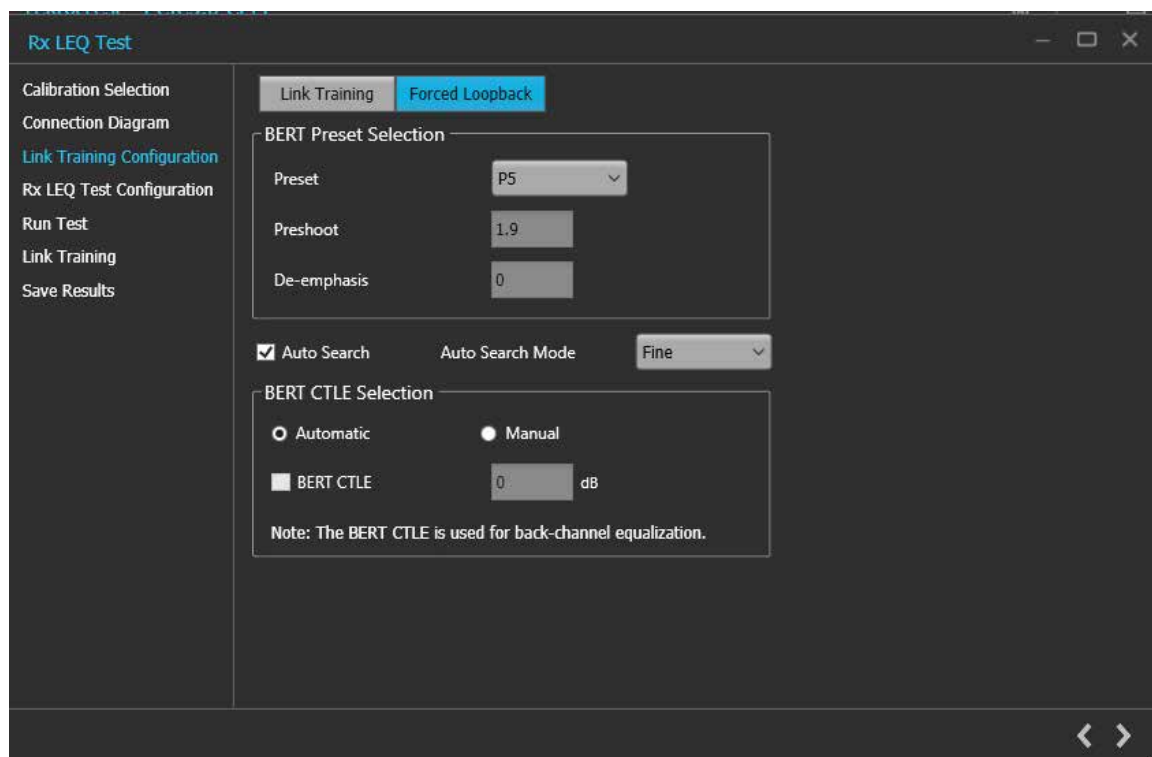 Rx LEQ Test
Calibration Selection
Connection Diagram
Link Training Configuration
Rx LEQ Test Configuration
Run Test
Link Training
Save Results
Link Training Forced Loopback
BERT Preset Selection
Preset P5
Preshoot 1.9
De-emphasis 0
Auto Search Auto Search Mode Fine
BERT CTLE Selection
Automatic Manual
BERT CTLE 0 dB
Note: The BERT CTLE is used for back-channel equalization.